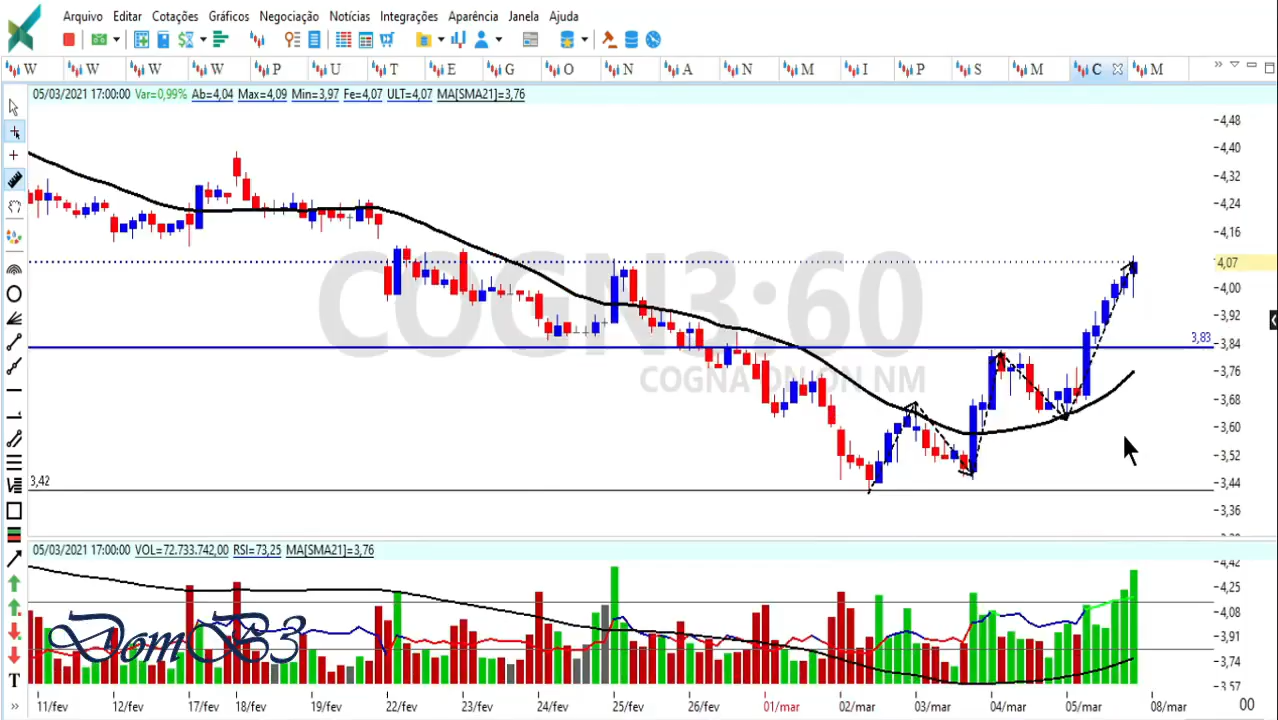 Arquivo Editar Cotações Gráficos Negociação Notícias Integrações Aparência Janela Ajuda
W W W W P U T E G O N A N M I P S M C M
05/03/2021 17:00:00 Var=0,99% Ab=4,04 Max=4,09 Min=3,97 Fe=4,07 ULT=4,07 MA[SMA21]=3,76
4,48
4,40
4,32
4,24
4,16
4,07
4,00
3,92
3,83
3,84
3,76
3,68
3,60
3,52
3,44
3,36
COGN3:60
COGNA ON ON NM
3,42
05/03/2021 17:00:00 VOL=72.733.742,00 RSI=73,25 MA[SMA21]=3,76
4,42
4,25
4,08
3,91
3,74
3,57
DomB3
T
11/fev 12/fev 17/fev 18/fev 19/fev 22/fev 23/fev 24/fev 25/fev 26/fev 01/mar 02/mar 03/mar 04/mar 05/mar 08/mar 00